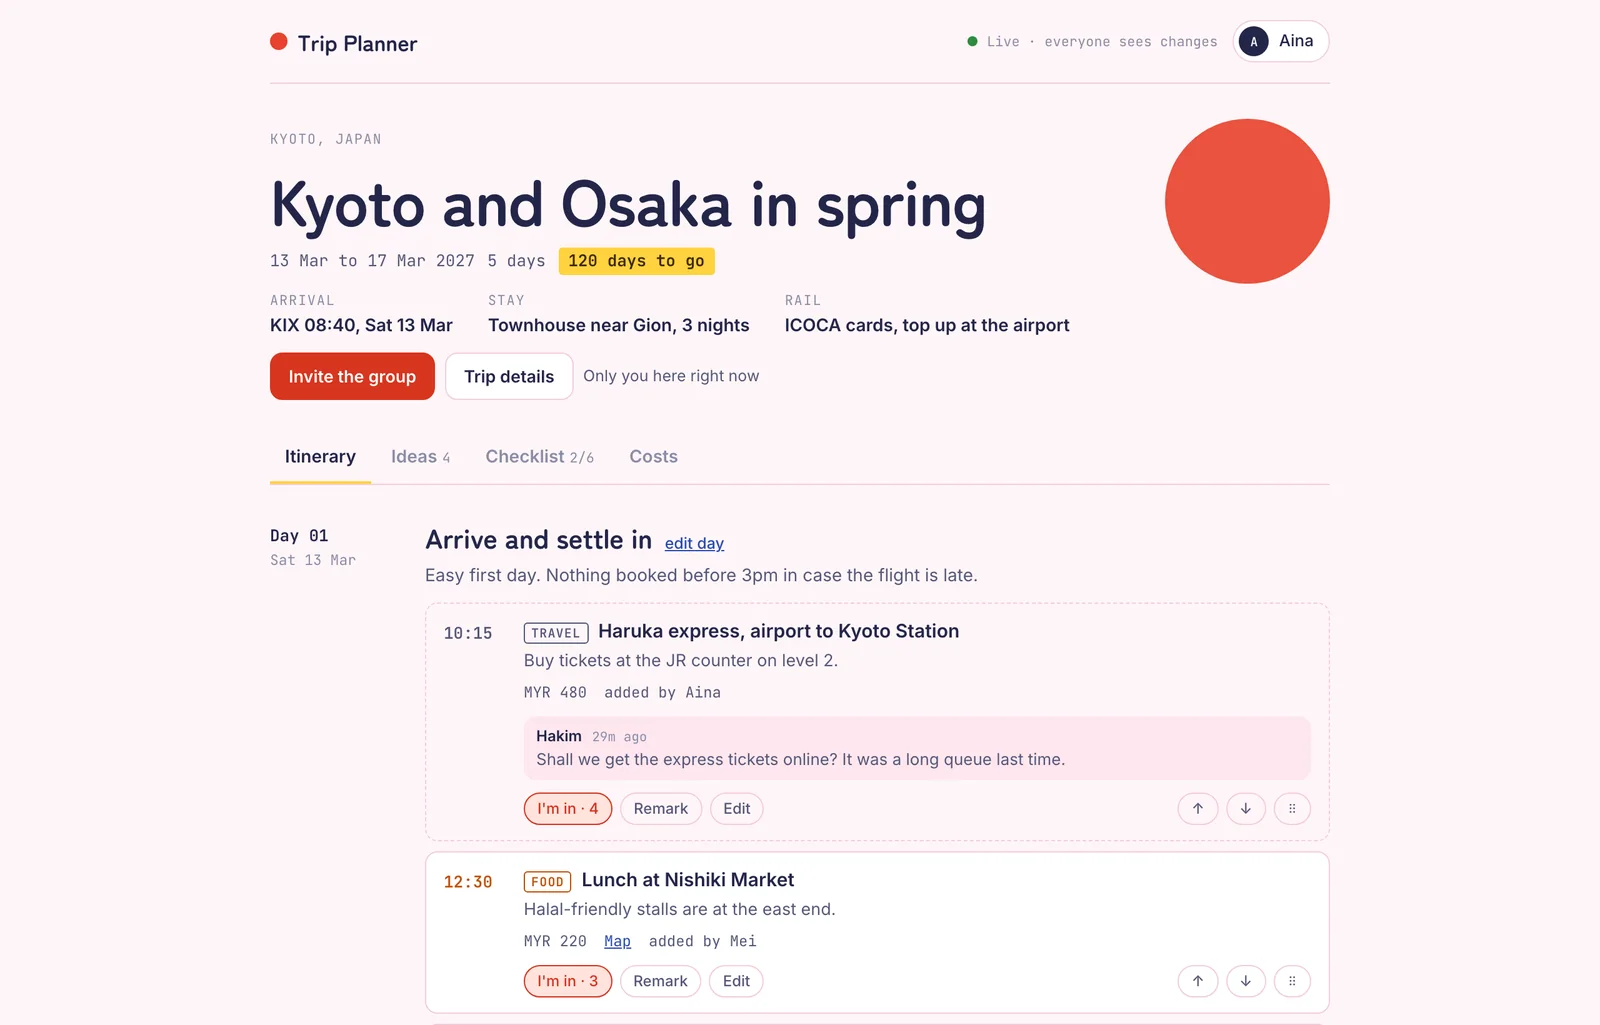 Trip Planner
Live · everyone sees changes
A
Aina
KYOTO, JAPAN
Kyoto and Osaka in spring
13 Mar to 17 Mar 2027 5 days 120 days to go
ARRIVAL
KIX 08:40, Sat 13 Mar
STAY
Townhouse near Gion, 3 nights
RAIL
ICOCA cards, top up at the airport
Invite the group
Trip details
Only you here right now
Itinerary
Ideas 4
Checklist 2/6
Costs
Day 01
Sat 13 Mar
Arrive and settle in edit day
Easy first day. Nothing booked before 3pm in case the flight is late.
10:15
TRAVEL Haruka express, airport to Kyoto Station
Buy tickets at the JR counter on level 2.
MYR 480 added by Aina
Hakim 29m ago
Shall we get the express tickets online? It was a long queue last time.
I'm in · 4
Remark
Edit
↑
↓
12:30
FOOD Lunch at Nishiki Market
Halal-friendly stalls are at the east end.
MYR 220 Map added by Mei
I'm in · 3
Remark
Edit
↑
↓